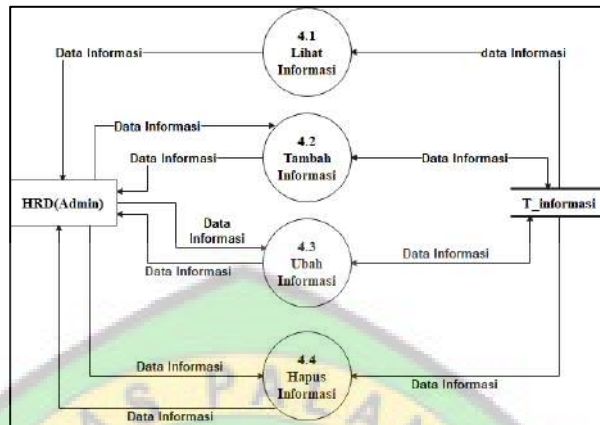 4.1
Lihat
Informasi
Data Informasi
data Informasi
Data Informasi
4.2
Tambah
Informasi
Data Informasi
Data Informasi
HRD(Admin)
T_informasi
Data
Informasi
4.3
Ubah
Informasi
Data Informasi
Data Informasi
4.4
Hapus
Informasi
Data Informasi
Data Informasi
Data Informasi
AS PALAN